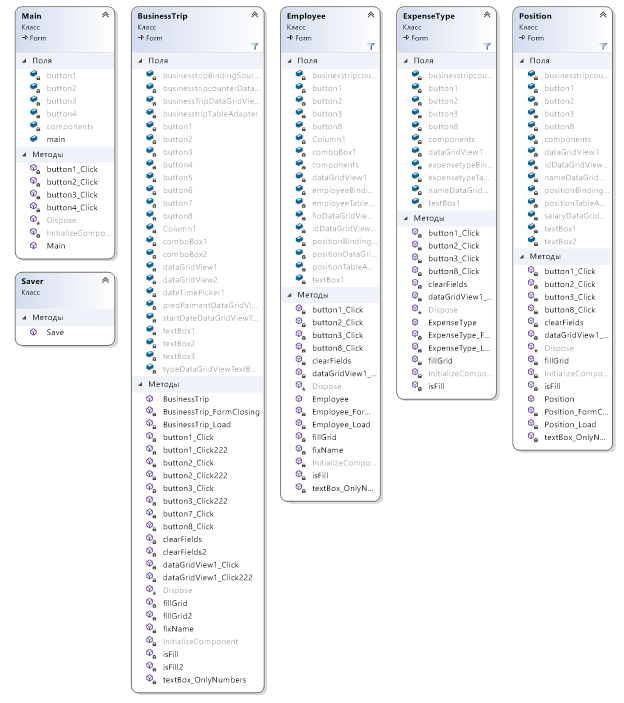 Main
Класс
Form
Поля
button1
button2
button3
button4
components
main
Методы
button1_Click
button2_Click
button3_Click
button4_Click
Dispose
InitializeCompo...
Main
Saver
Класс
Методы
Save
BusinessTrip
Класс
Form
Поля
businesstripBindingSour...
businesstripcounterData...
businessTripDataGridVie...
businesstripTableAdapter
button1
button2
button3
button4
button5
button6
button7
button8
Column1
comboBox1
comboBox2
dataGridView1
dataGridView2
dateTimePicker1
predPaimentDataGridVi...
startDateDataGridViewT...
textBox1
textBox2
textBox3
typeDataGridViewTextB...
Методы
BusinessTrip
BusinessTrip_FormClosing
BusinessTrip_Load
button1_Click
button1_Click222
button2_Click
button2_Click222
button3_Click
button3_Click222
button7_Click
button8_Click
clearFields
clearFields2
dataGridView1_Click
dataGridView1_Click222
Dispose
fillGrid
fillGrid2
fixName
InitializeComponent
isFill
isFill2
textBox_OnlyNumbers
Employee
Класс
Form
Поля
businesstripcou...
button1
button2
button3
button8
Column1
comboBox1
components
dataGridView1
employeeBindi...
employeeTable...
fioDataGridVie...
idDataGridView...
positionBinding...
positionDataGri...
positionTableA...
textBox1
Методы
button1_Click
button2_Click
button3_Click
button8_Click
clearFields
dataGridView1_...
Dispose
Employee
Employee_For...
Employee_Load
fillGrid
fixName
InitializeCompo...
isFill
textBox_OnlyN...
ExpenseType
Класс
Form
Поля
businesstripcou...
button1
button2
button3
button8
components
dataGridView1
expensetypeBin...
expensetypeTa...
nameDataGrid...
textBox1
Методы
button1_Click
button2_Click
button3_Click
button8_Click
clearFields
dataGridView1_...
Dispose
ExpenseType
ExpenseType_F...
ExpenseType_L...
fillGrid
InitializeCompo...
isFill
Position
Класс
Form
Поля
businesstripcou...
button1
button2
button3
button8
components
dataGridView1
idDataGridView...
nameDataGrid...
positionBinding...
positionTableA...
salaryDataGrid...
textBox1
textBox2
Методы
button1_Click
button2_Click
button3_Click
button8_Click
clearFields
dataGridView1_...
Dispose
fillGrid
InitializeCompo...
isFill
Position
Position_FormC...
Position_Load
textBox_OnlyN...